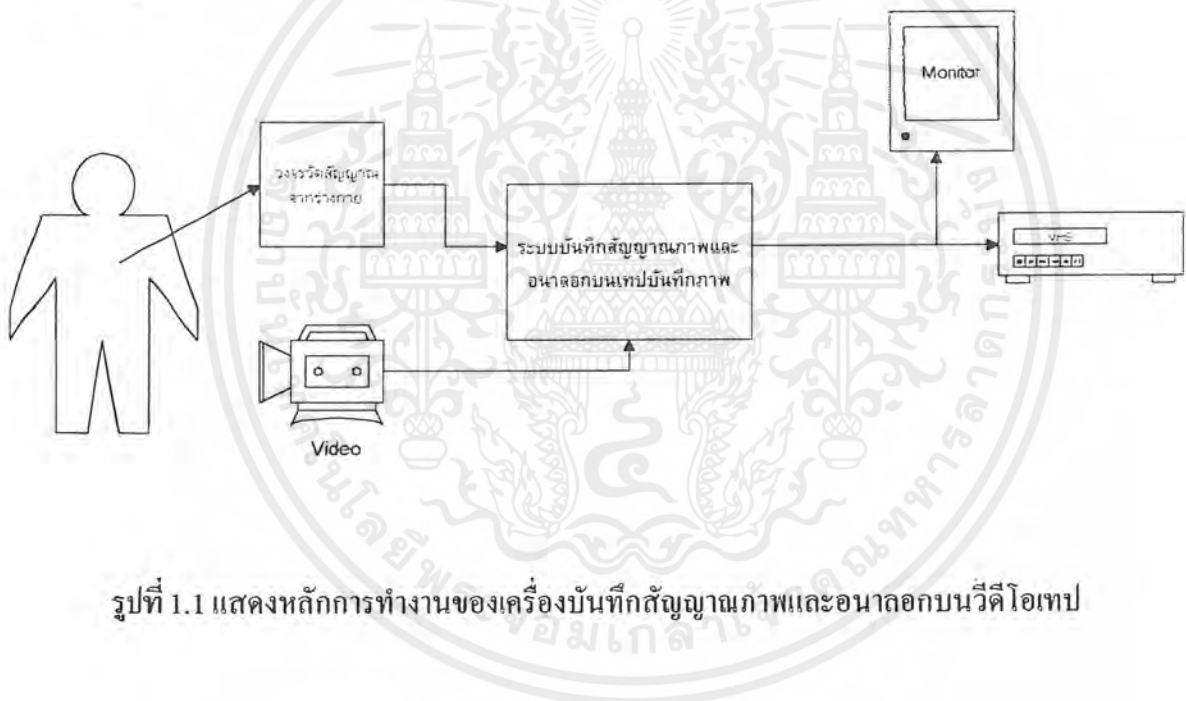 Monitor
วงจรวัดสัญญาณ
จากร่างกาย
ระบบบันทึกสัญญาณภาพและ
อนาลอกบนเทปบันทึกภาพ
VHS
Video
รูปที่ 1.1 แสดงหลักการทำงานของเครื่องบันทึกสัญญาณภาพและอนาลอกบนวีดีโอเทป